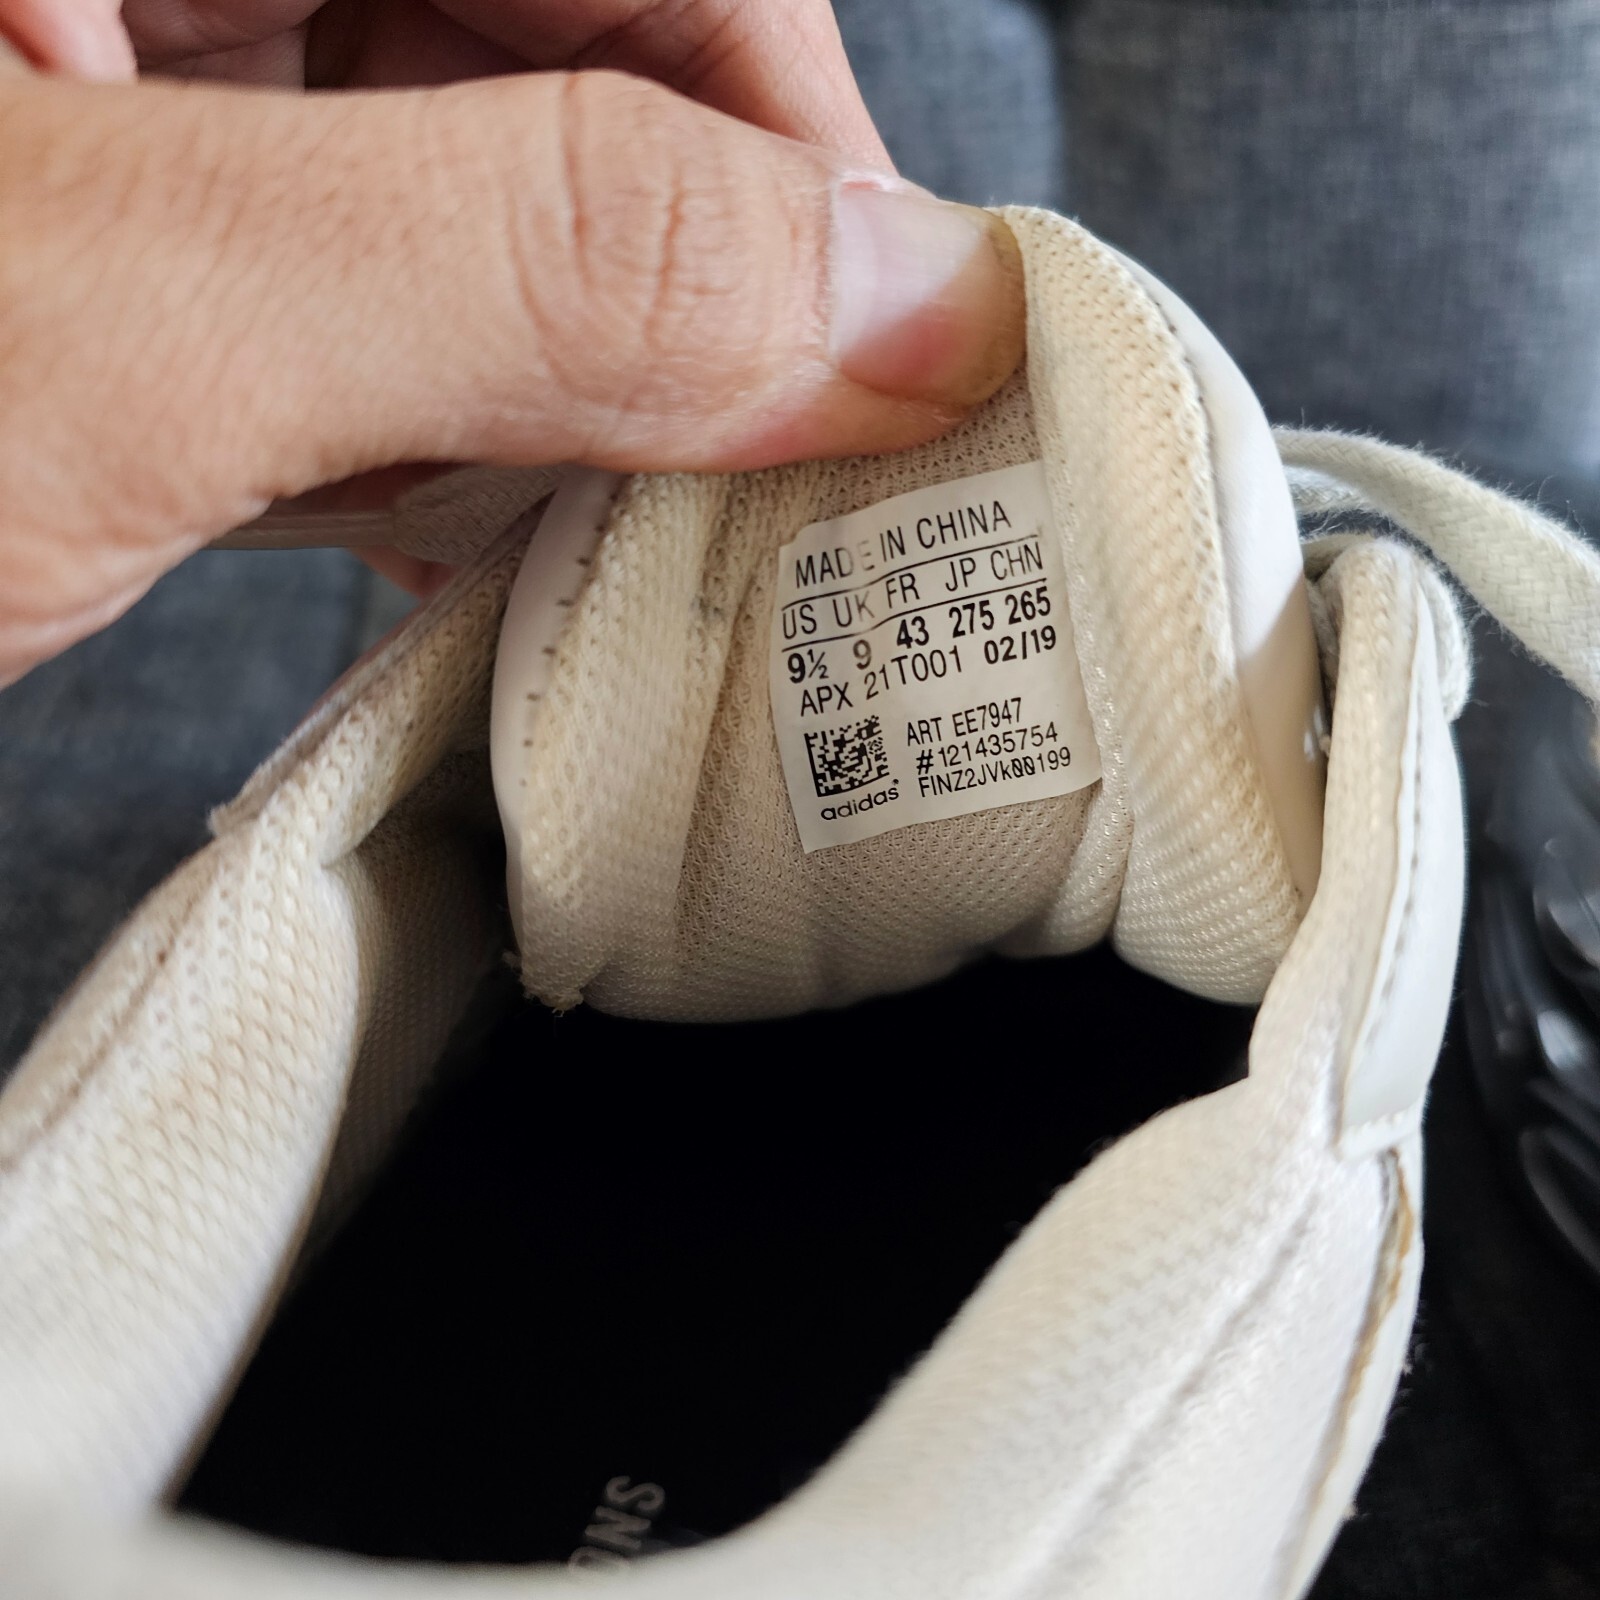 MADE IN CHINA
US UK FR JP CHN
9½ 9 43 275 265
APX 21T001 02/19
ART EE7947
#121435754
FINZ2JVk00199
adidas
SNO